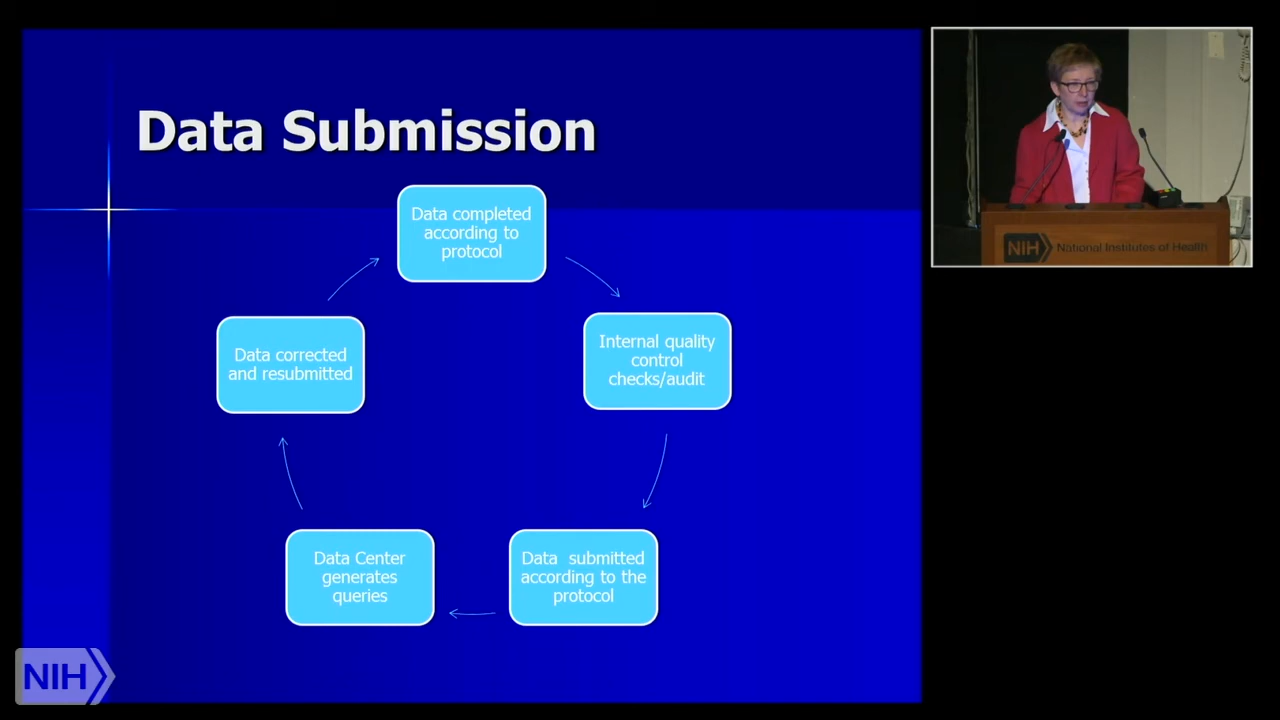 Data Submission
Data completed
according to
protocol
Internal quality
control
checks/audit
Data submitted
according to the
protocol
Data Center
generates
queries
Data corrected
and resubmitted
NIH National Institutes of Health
NIH